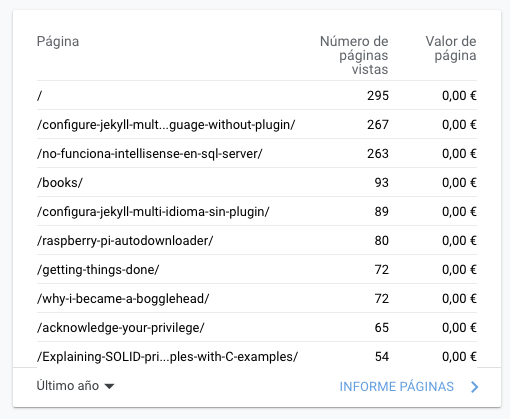 Página Número de páginas vistas Valor de página
/ 295 0,00 €
/configure-jekyll-mult...guage-without-plugin/ 267 0,00 €
/no-funciona-intellisense-en-sql-server/ 263 0,00 €
/books/ 93 0,00 €
/configura-jekyll-multi-idioma-sin-plugin/ 89 0,00 €
/raspberry-pi-autodownloader/ 80 0,00 €
/getting-things-done/ 72 0,00 €
/why-i-became-a-bogglehead/ 72 0,00 €
/acknowledge-your-privilege/ 65 0,00 €
/Explaining-SOLID-pri...ples-with-C-examples/ 54 0,00 €
Último año INFORME PÁGINAS